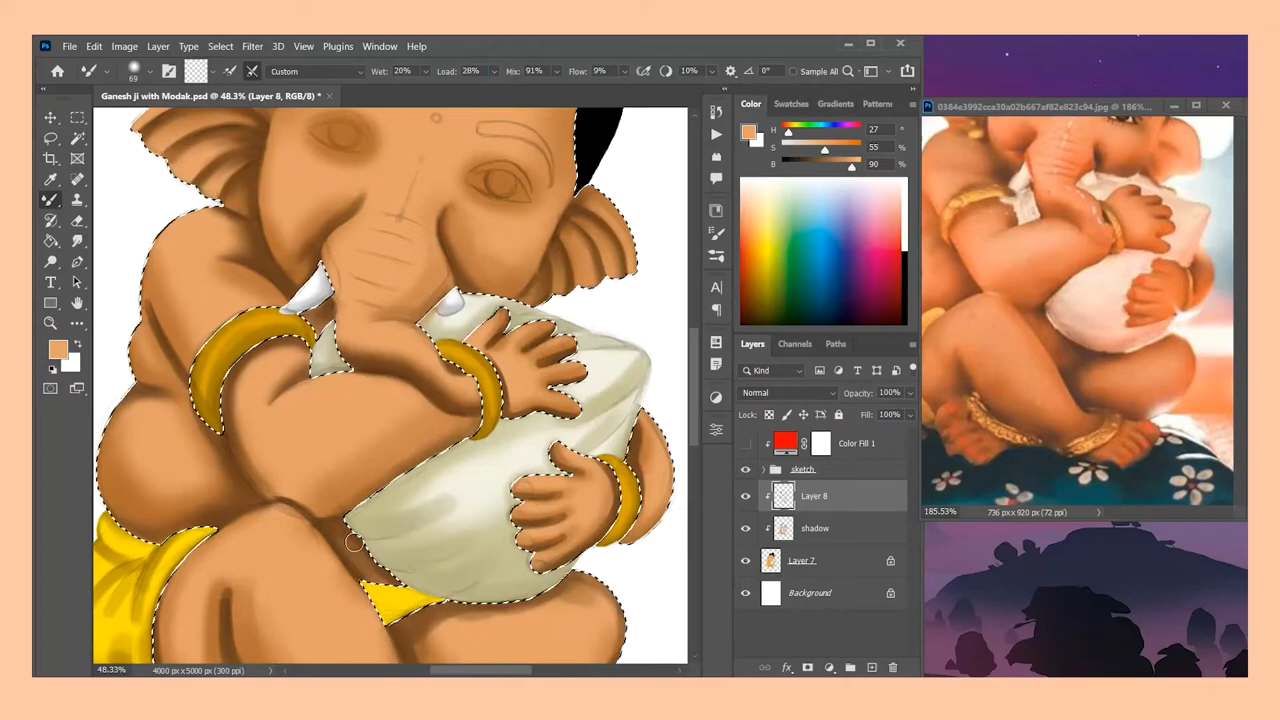 Ps File Edit Image Layer Type Select Filter 3D View Plugins Window Help
69 Custom Wet: 20% Load: 28% Mix: 91% Flow: 9% 10% 0° Sample All
Ganesh ji with Modak.psd @ 48.3% (Layer 8, RGB/8) *
Color Swatches Gradients Pattern
H 27 °
S 55 %
B 90 %
Layers Channels Paths
Kind
Normal Opacity: 100%
Lock: Fill: 100%
Color Fill 1
sketch
Layer 8
shadow
Layer 7
Background
48.33% 4000 px x 5000 px (300 ppi)
Ps 0384e3992cca30a02b667af82e823c94.jpg @ 186%...
185.53% 736 px x 920 px (72 ppi)